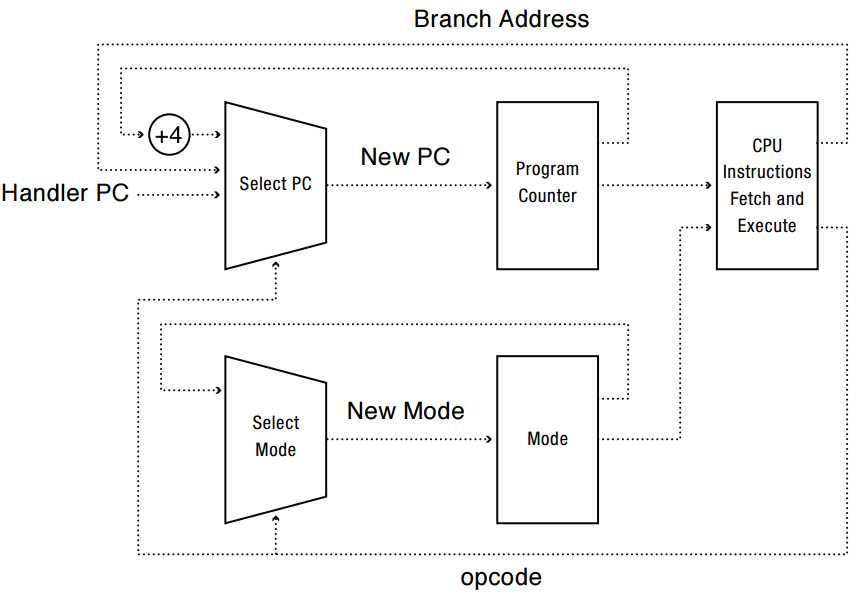 Branch Address
+4
Select PC
New PC
Program
Counter
CPU
Instructions
Fetch and
Execute
Handler PC
Select
Mode
New Mode
Mode
opcode